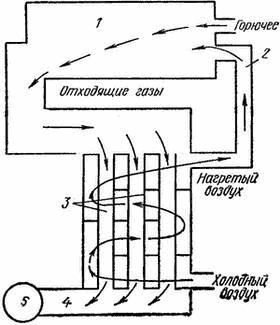 1
Горючее
2
Отходящие газы
Нагретый
воздух
3
Холодный
воздух
5
4